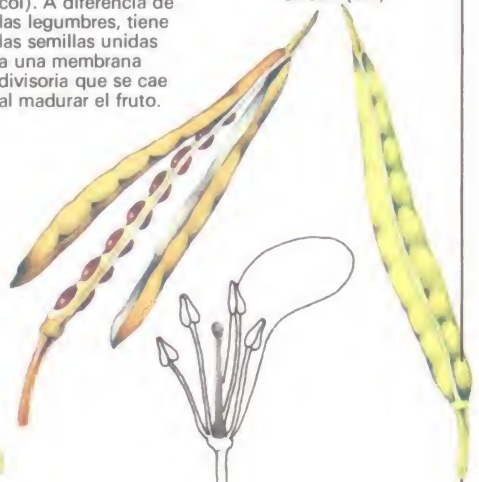 col). A diferencia de
las legumbres, tiene
las semillas unidas
a una membrana
divisoria que se cae
al madurar el fruto.